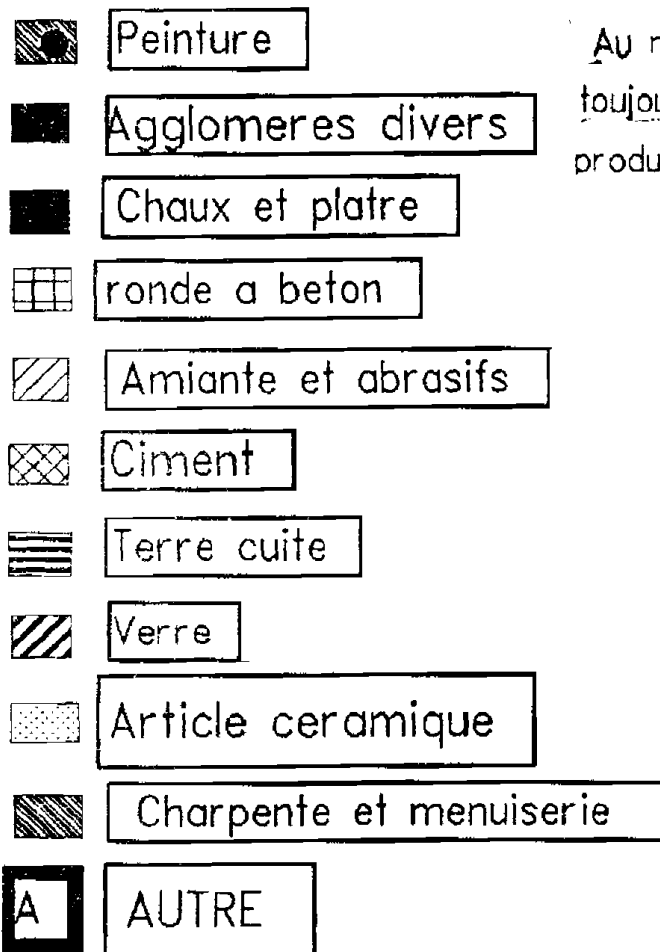 Peinture
Agglomeres divers
Chaux et platre
ronde a beton
Amiante et abrasifs
Ciment
Terre cuite
Verre
Article ceramique
Charpente et menuiserie
A AUTRE
Au